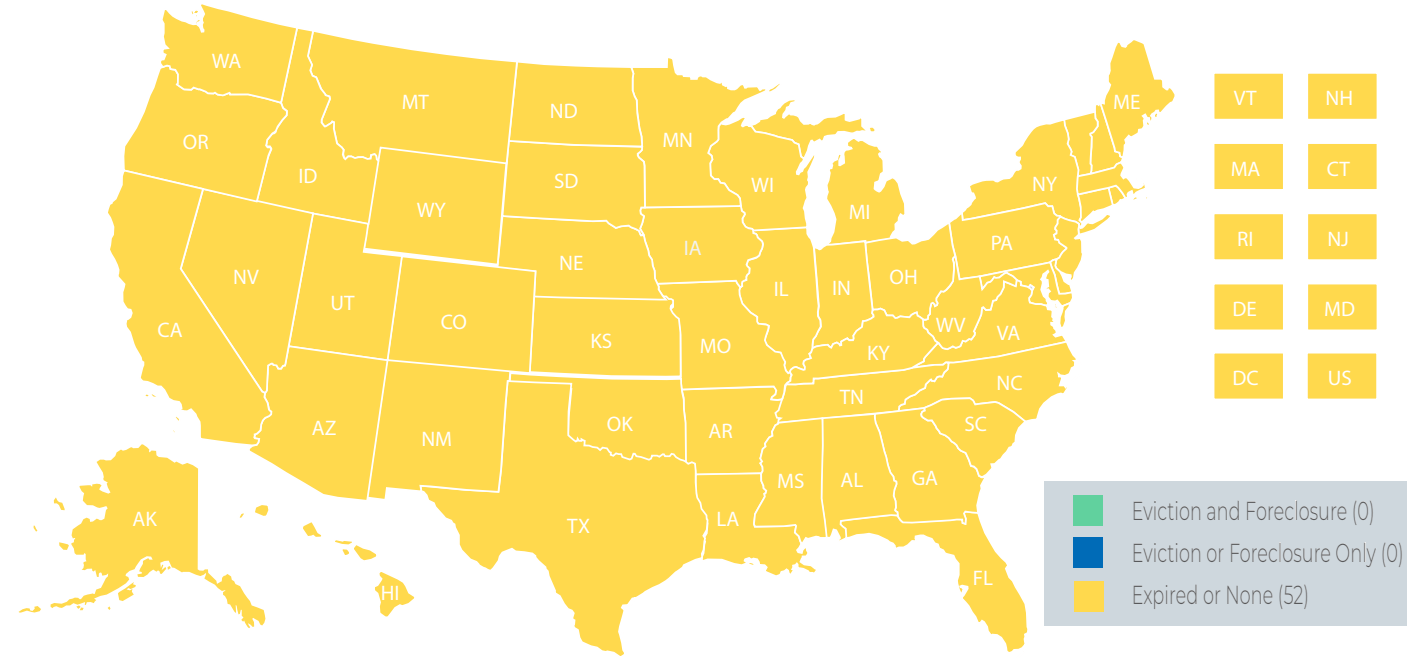 WA
MT
ND
MN
ME
VT
NH
OR
ID
SD
WI
MI
NY
MA
CT
WY
IA
PA
RI
NJ
NV
UT
NE
IL
IN
OH
DE
MD
CA
CO
KS
MO
KY
WV
VA
DC
US
AZ
NM
OK
AR
TN
NC
SC
MS
AL
GA
AK
HI
TX
LA
FL
Eviction and Foreclosure (0)
Eviction or Foreclosure Only (0)
Expired or None (52)